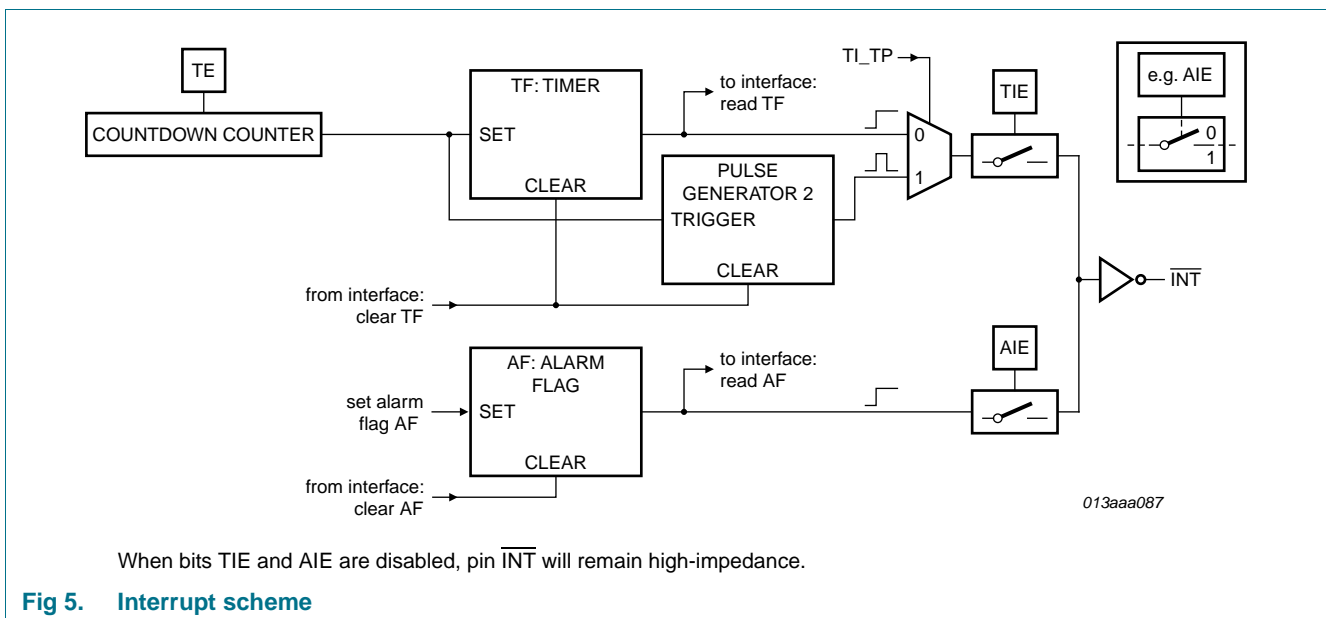 TE
COUNTDOWN COUNTER
TF: TIMER
SET
CLEAR
to interface:
read TF
TI_TP
0
1
TIE
e.g. AIE
0
1
PULSE
GENERATOR 2
TRIGGER
CLEAR
from interface:
clear TF
INT
AF: ALARM
FLAG
SET
CLEAR
to interface:
read AF
AIE
set alarm
flag AF
from interface:
clear AF
013aaa087
When bits TIE and AIE are disabled, pin INT will remain high-impedance.
Fig 5. Interrupt scheme